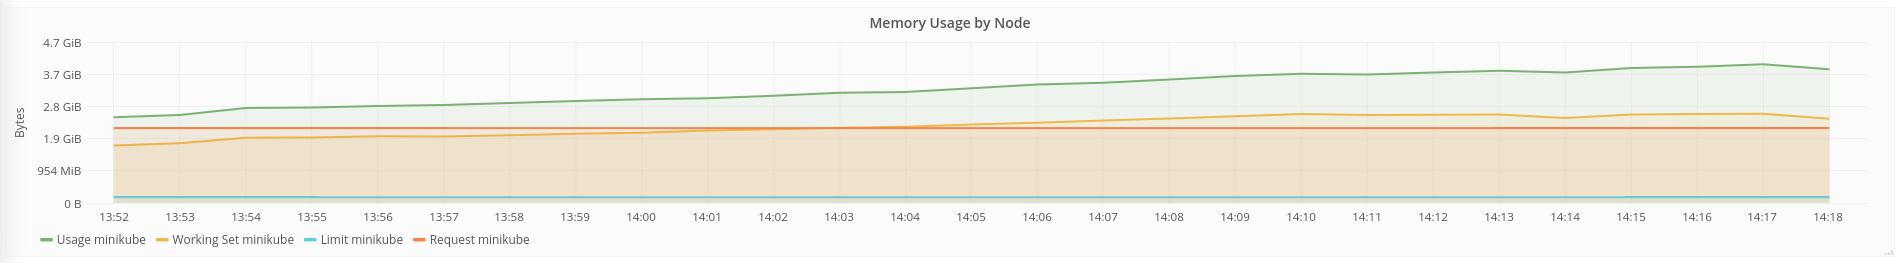 Memory Usage by Node
4.7 GiB
3.7 GiB
2.8 GiB
1.9 GiB
954 MiB
0 B
Bytes
13:52 13:53 13:54 13:55 13:56 13:57 13:58 13:59 14:00 14:01 14:02 14:03 14:04 14:05 14:06 14:07 14:08 14:09 14:10 14:11 14:12 14:13 14:14 14:15 14:16 14:17 14:18
Usage minikube Working Set minikube Limit minikube Request minikube